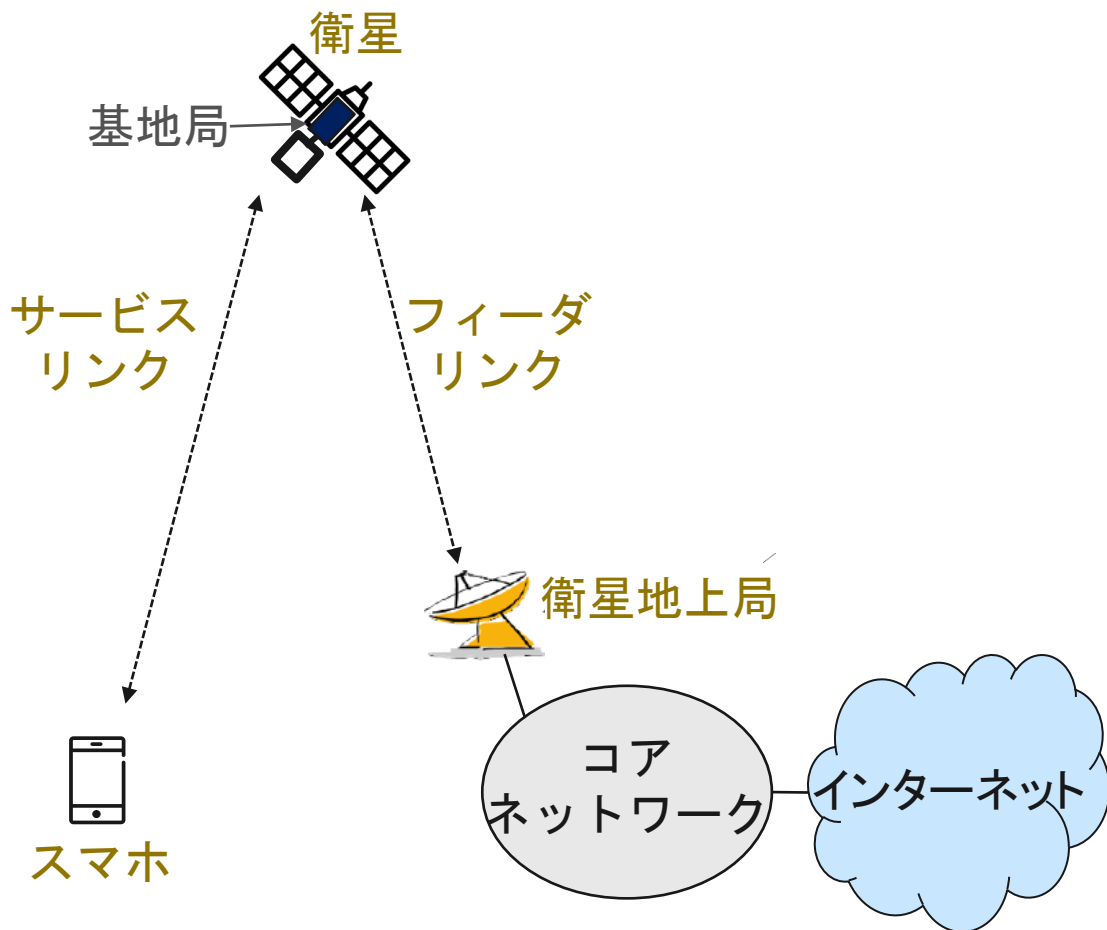 衛星
基地局
サービス
リンク
フィーダ
リンク
衛星地上局
コア
ネットワーク
インターネット
スマホ